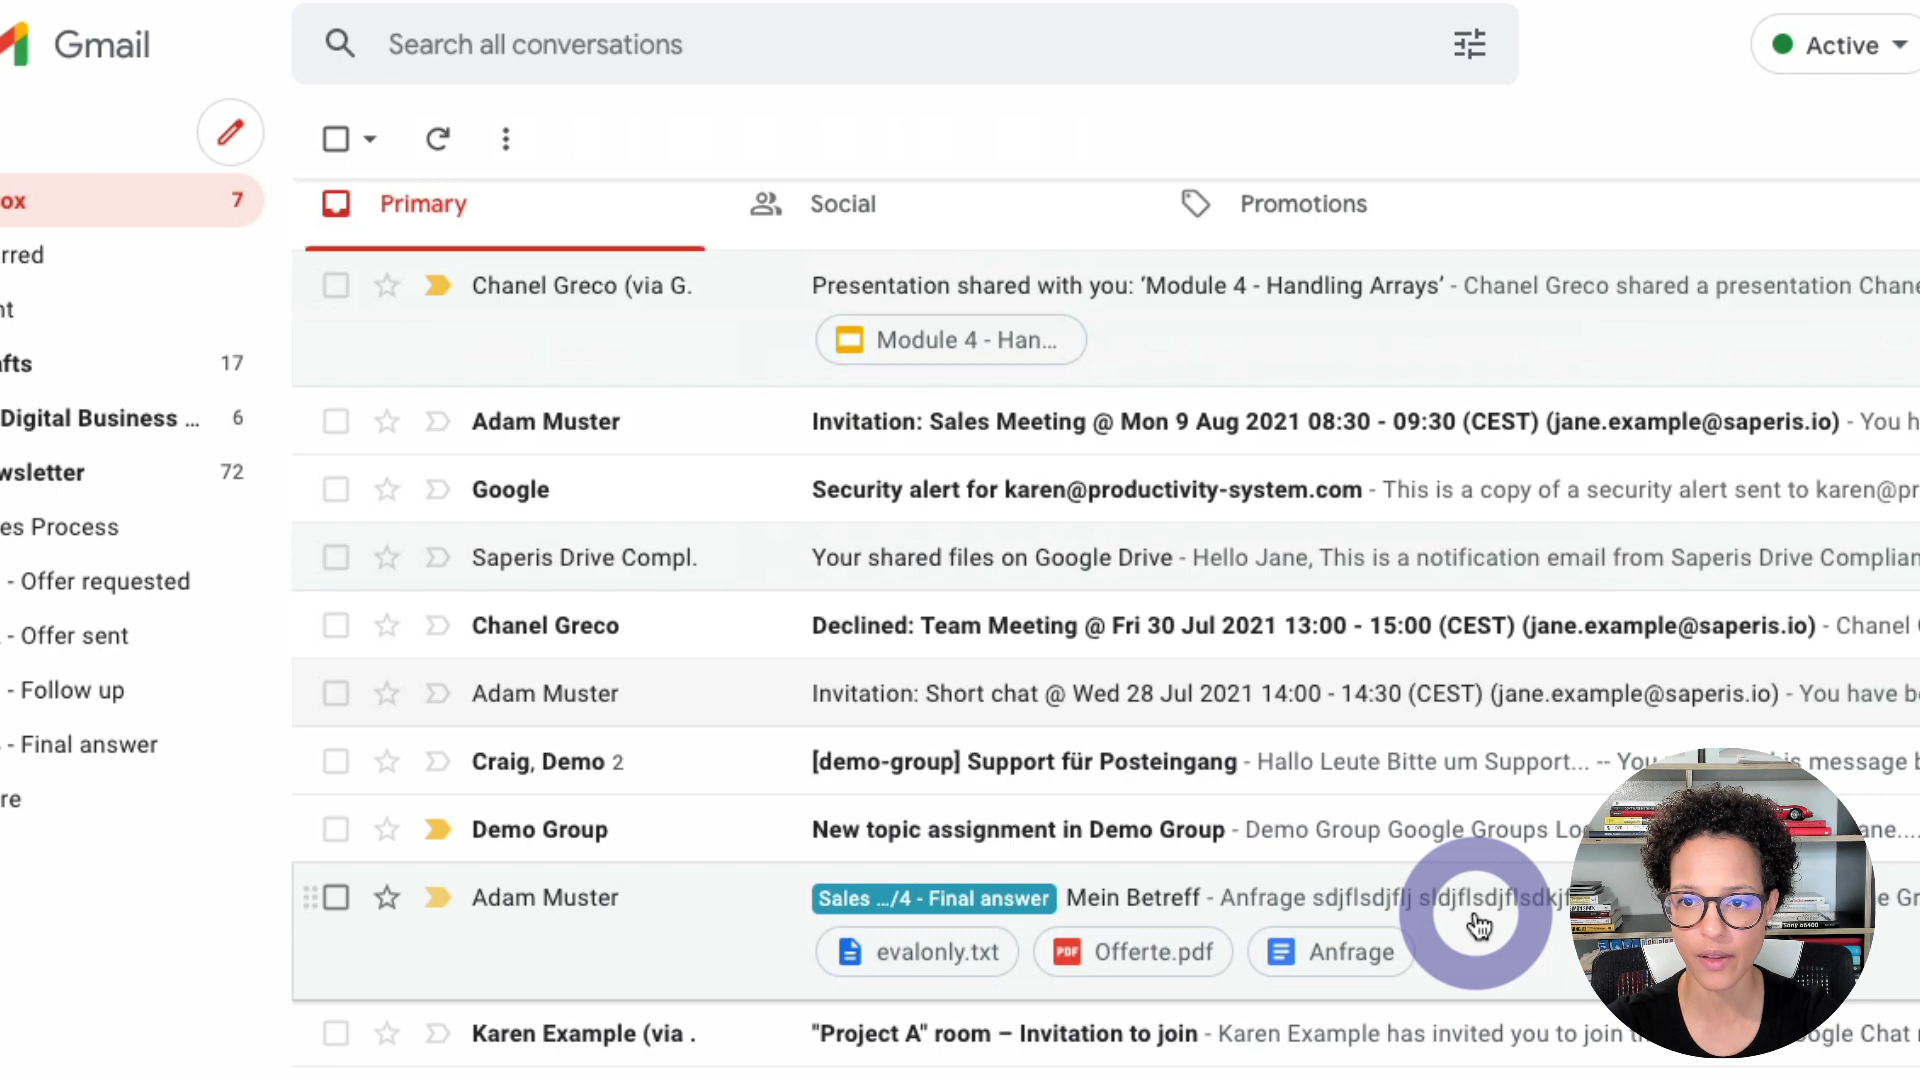 Gmail
Search all conversations
Active
ox 7
Primary
Social
Promotions
rred
Chanel Greco (via G. Presentation shared with you: ‘Module 4 - Handling Arrays’ - Chanel Greco shared a presentation Chane
nt
Module 4 - Han...
afts 17
Digital Business ... 6
Adam Muster Invitation: Sales Meeting @ Mon 9 Aug 2021 08:30 - 09:30 (CEST) (jane.example@saperis.io) - You h
wsletter 72
Google Security alert for karen@productivity-system.com - This is a copy of a security alert sent to karen@pr
es Process
Saperis Drive Compl. Your shared files on Google Drive - Hello Jane, This is a notification email from Saperis Drive Complian
- Offer requested
Chanel Greco Declined: Team Meeting @ Fri 30 Jul 2021 13:00 - 15:00 (CEST) (jane.example@saperis.io) - Chanel
- Offer sent
- Follow up
Adam Muster Invitation: Short chat @ Wed 28 Jul 2021 14:00 - 14:30 (CEST) (jane.example@saperis.io) - You have be
- Final answer
Craig, Demo 2 [demo-group] Support für Posteingang - Hallo Leute Bitte um Support... -- You is message b
re
Demo Group New topic assignment in Demo Group - Demo Group Google Groups Lo ane....
Adam Muster Sales .../4 - Final answer Mein Betreff - Anfrage sdjflsdjflj sldjflsdjflsdkjf e Gr
evalonly.txt
PDF Offerte.pdf
Anfrage
Karen Example (via . "Project A" room – Invitation to join - Karen Example has invited you to join oogle Chat r